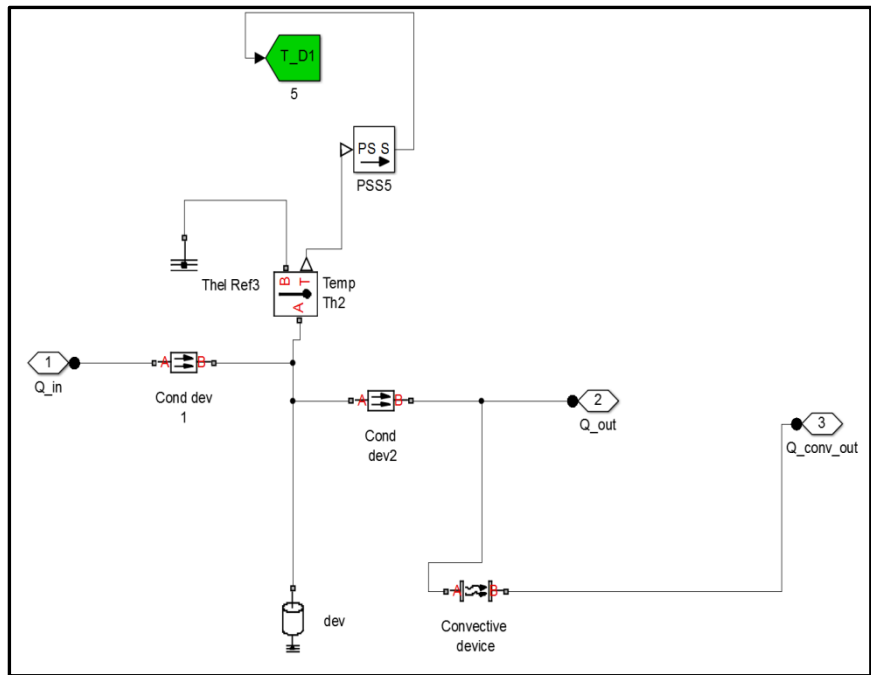 T_D1
5
PS S
PSS5
Thel Ref3
B
T
A
Temp
Th2
1
Q_in
A
B
Cond dev
1
A
B
Cond
dev2
2
Q_out
3
Q_conv_out
dev
A
B
Convective
device